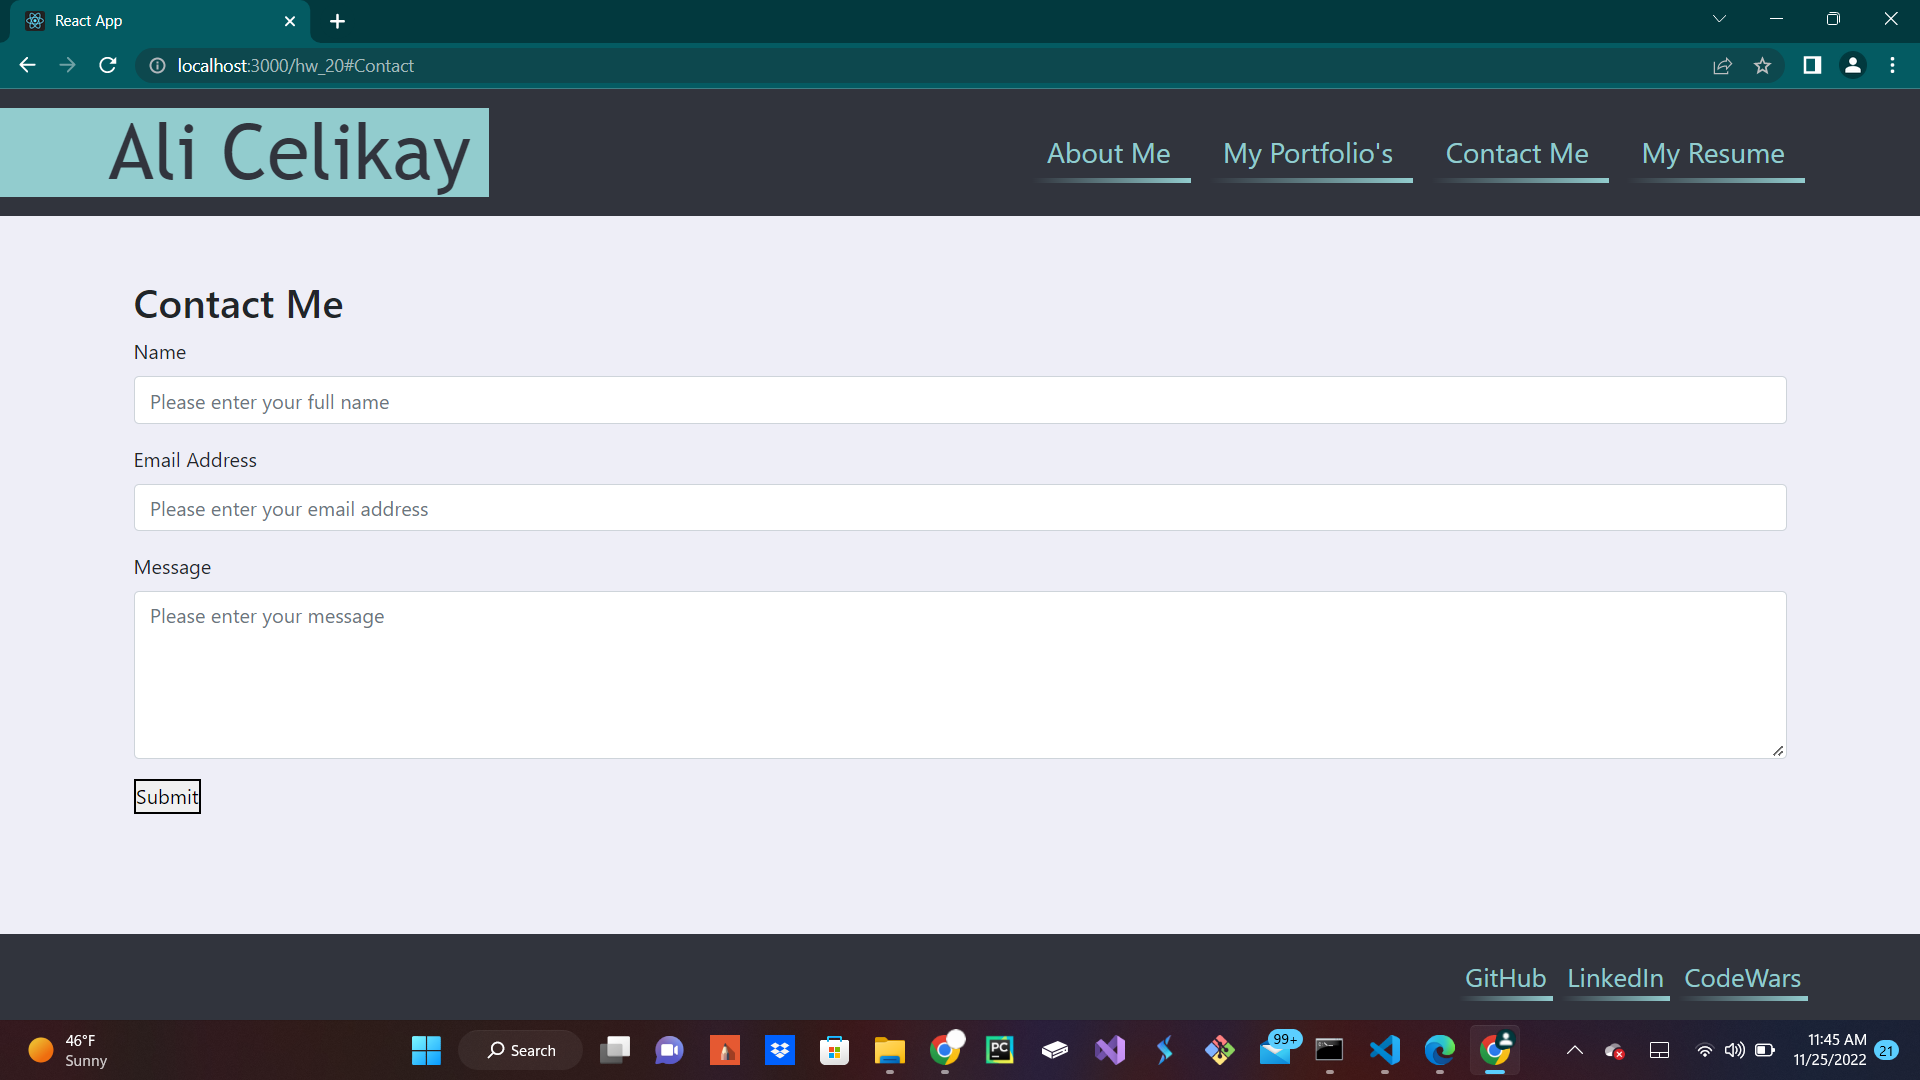 React App
localhost:3000/hw_20#Contact
Ali Celikay
About Me My Portfolio's Contact Me My Resume
Contact Me
Name
Please enter your full name
Email Address
Please enter your email address
Message
Please enter your message
Submit
GitHub LinkedIn CodeWars
46°F
Sunny
Search
PC
99+
11:45 AM
11/25/2022
21